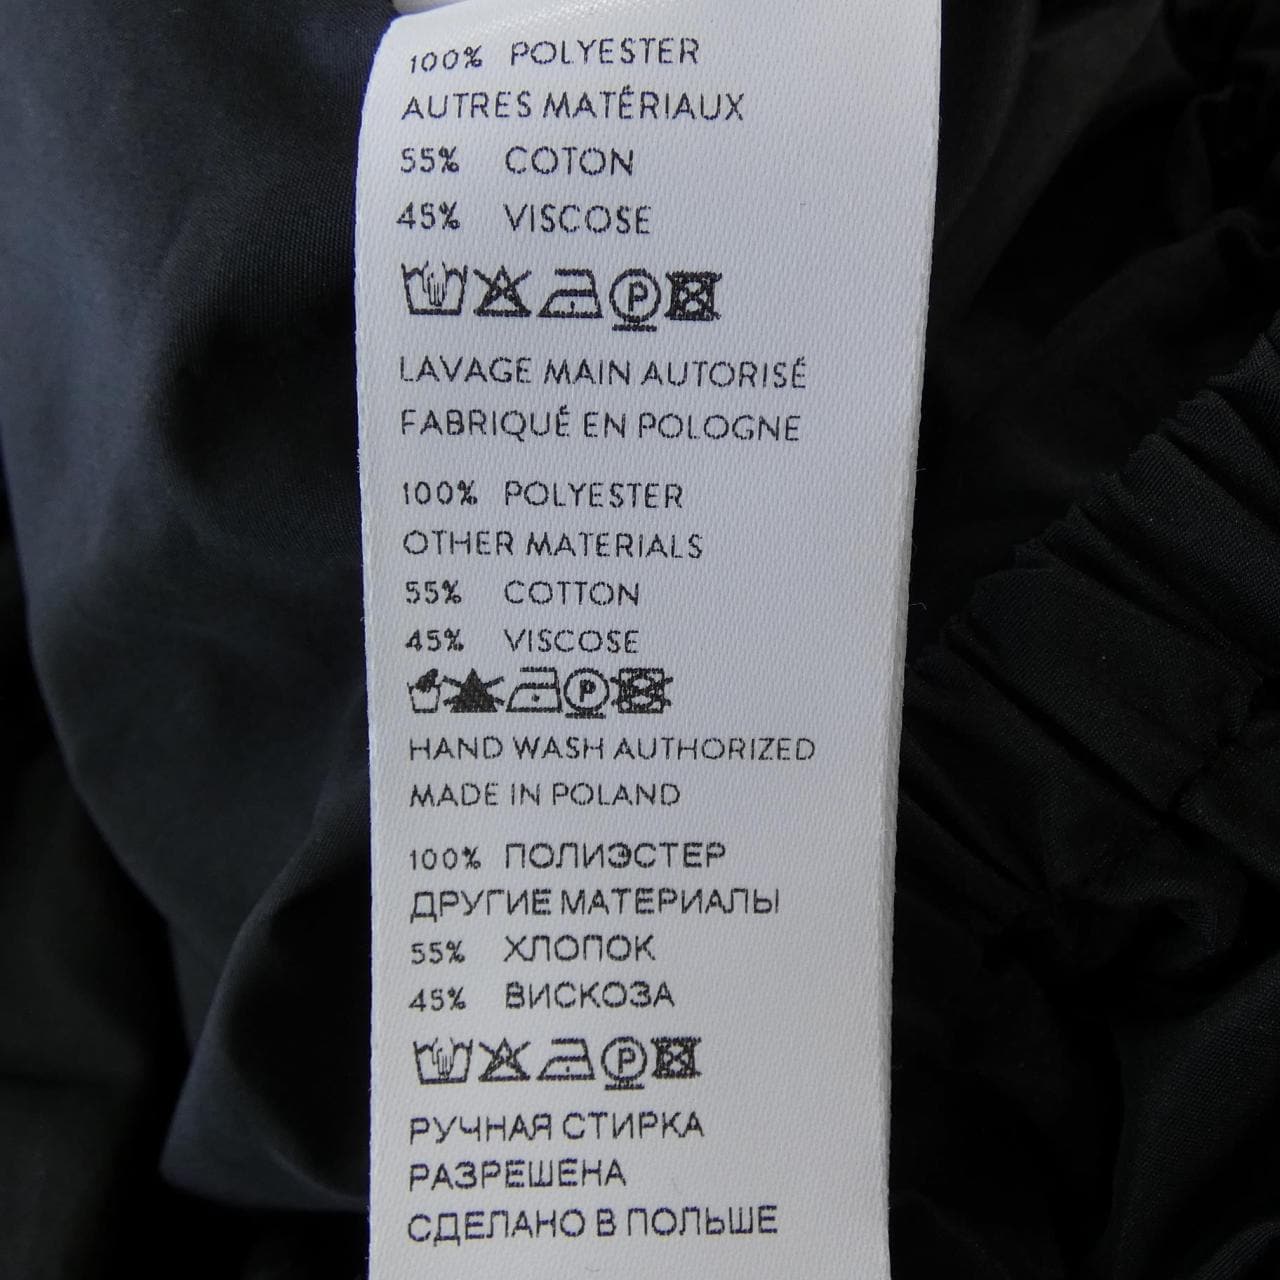 100% POLYESTER
AUTRES MATÉRIAUX
55% COTON
45% VISCOSE
P
LAVAGE MAIN AUTORISÉ
FABRIQUÉ EN POLOGNE
100% POLYESTER
OTHER MATERIALS
55% COTTON
45% VISCOSE
P
HAND WASH AUTHORIZED
MADE IN POLAND
100% ПОЛИЭСТЕР
ДРУГИЕ МАТЕРИАЛЫ
55% ХЛОПОК
45% ВИСКОЗА
P
РУЧНАЯ СТИРКА
РАЗРЕШЕНА
СДЕЛАНО В ПОЛЬШЕ